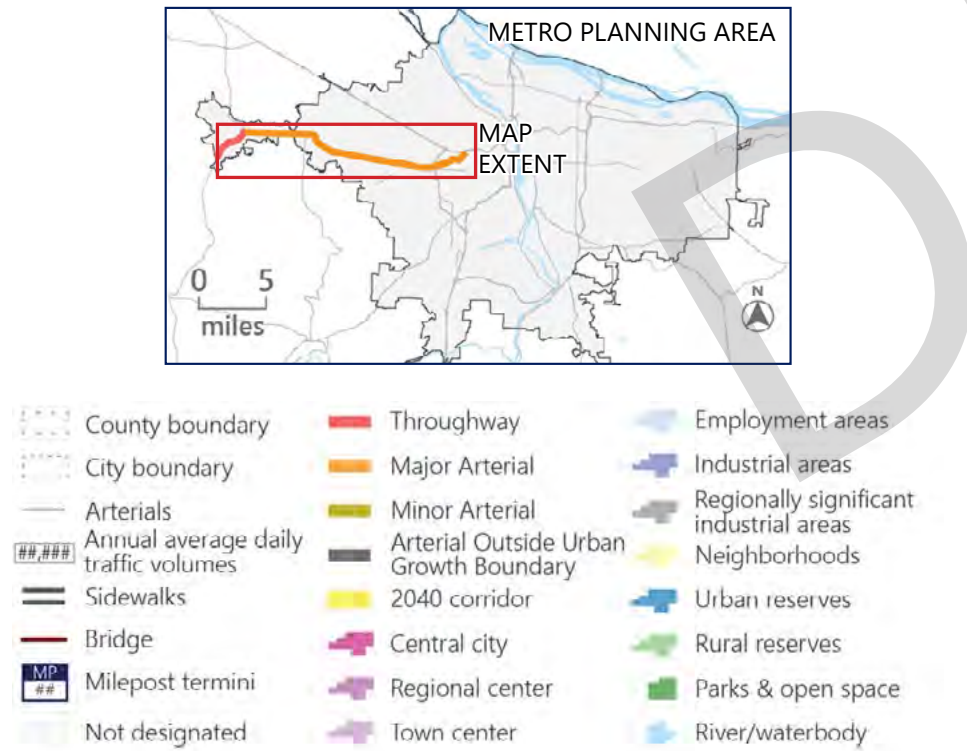 METRO PLANNING AREA
MAP
EXTENT
0 5
miles
N
County boundary
City boundary
Arterials
##,###
Annual average daily
traffic volumes
Sidewalks
Bridge
MP
##
Milepost termini
Not designated
Throughway
Major Arterial
Minor Arterial
Arterial Outside Urban
Growth Boundary
2040 corridor
Central city
Regional center
Town center
Employment areas
Industrial areas
Regionally significant
industrial areas
Neighborhoods
Urban reserves
Rural reserves
Parks & open space
River/waterbody
D